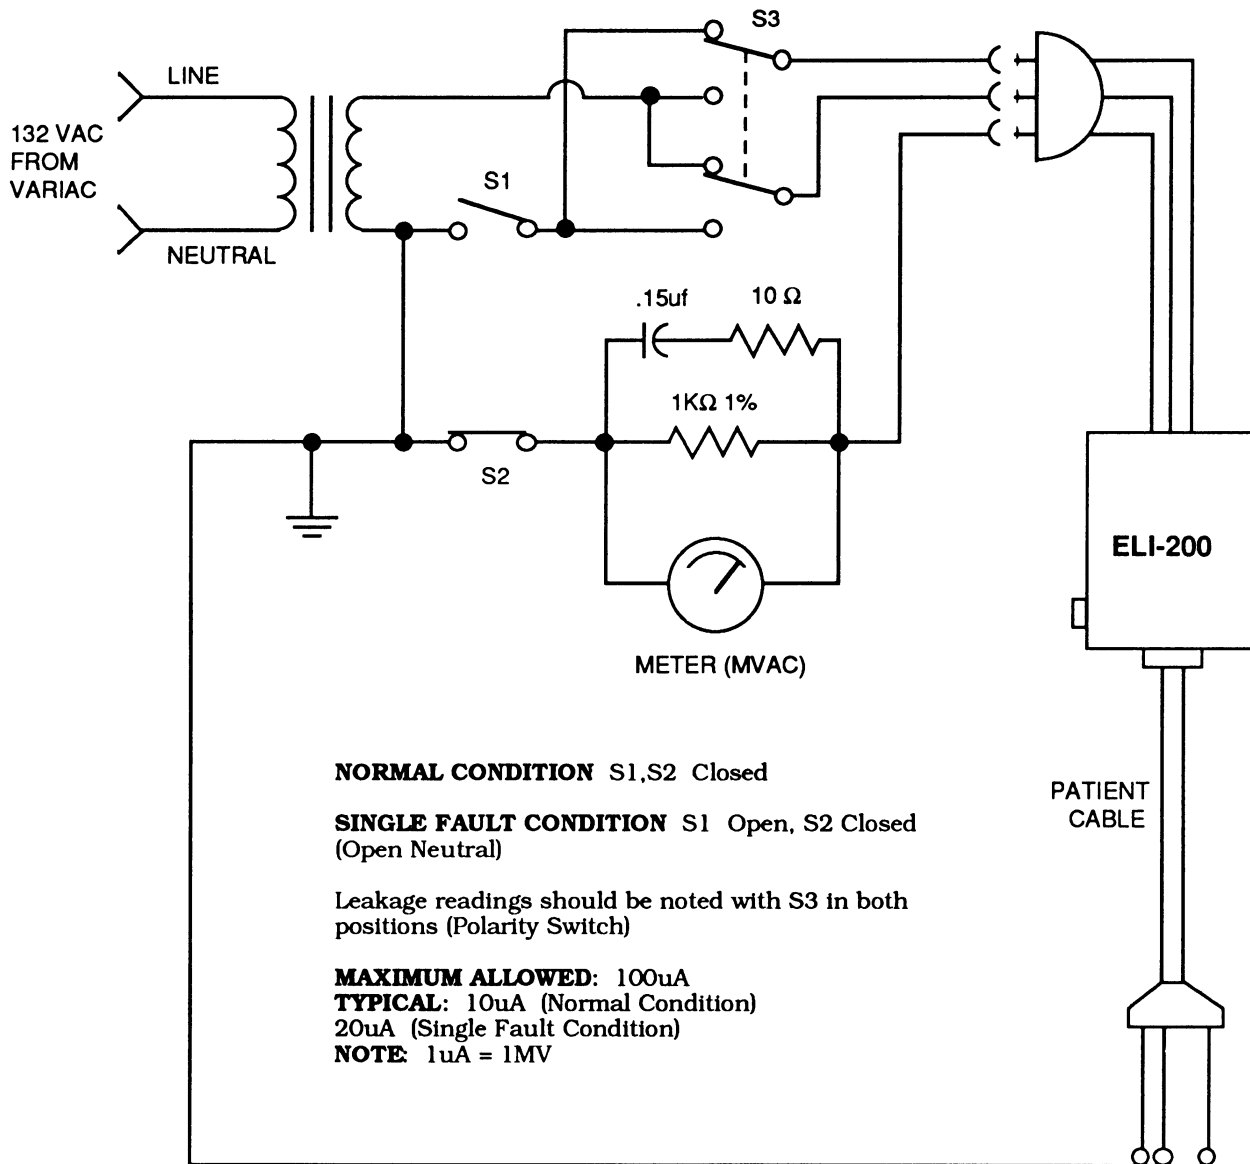 S3
LINE
132 VAC
FROM
VARIAC
S1
NEUTRAL
.15uf
10 Ω
1KΩ 1%
S2
ELI-200
METER (MVAC)
NORMAL CONDITION S1,S2 Closed
SINGLE FAULT CONDITION S1 Open, S2 Closed
(Open Neutral)
Leakage readings should be noted with S3 in both
positions (Polarity Switch)
MAXIMUM ALLOWED: 100uA
TYPICAL: 10uA (Normal Condition)
20uA (Single Fault Condition)
NOTE: 1uA = 1MV
PATIENT
CABLE